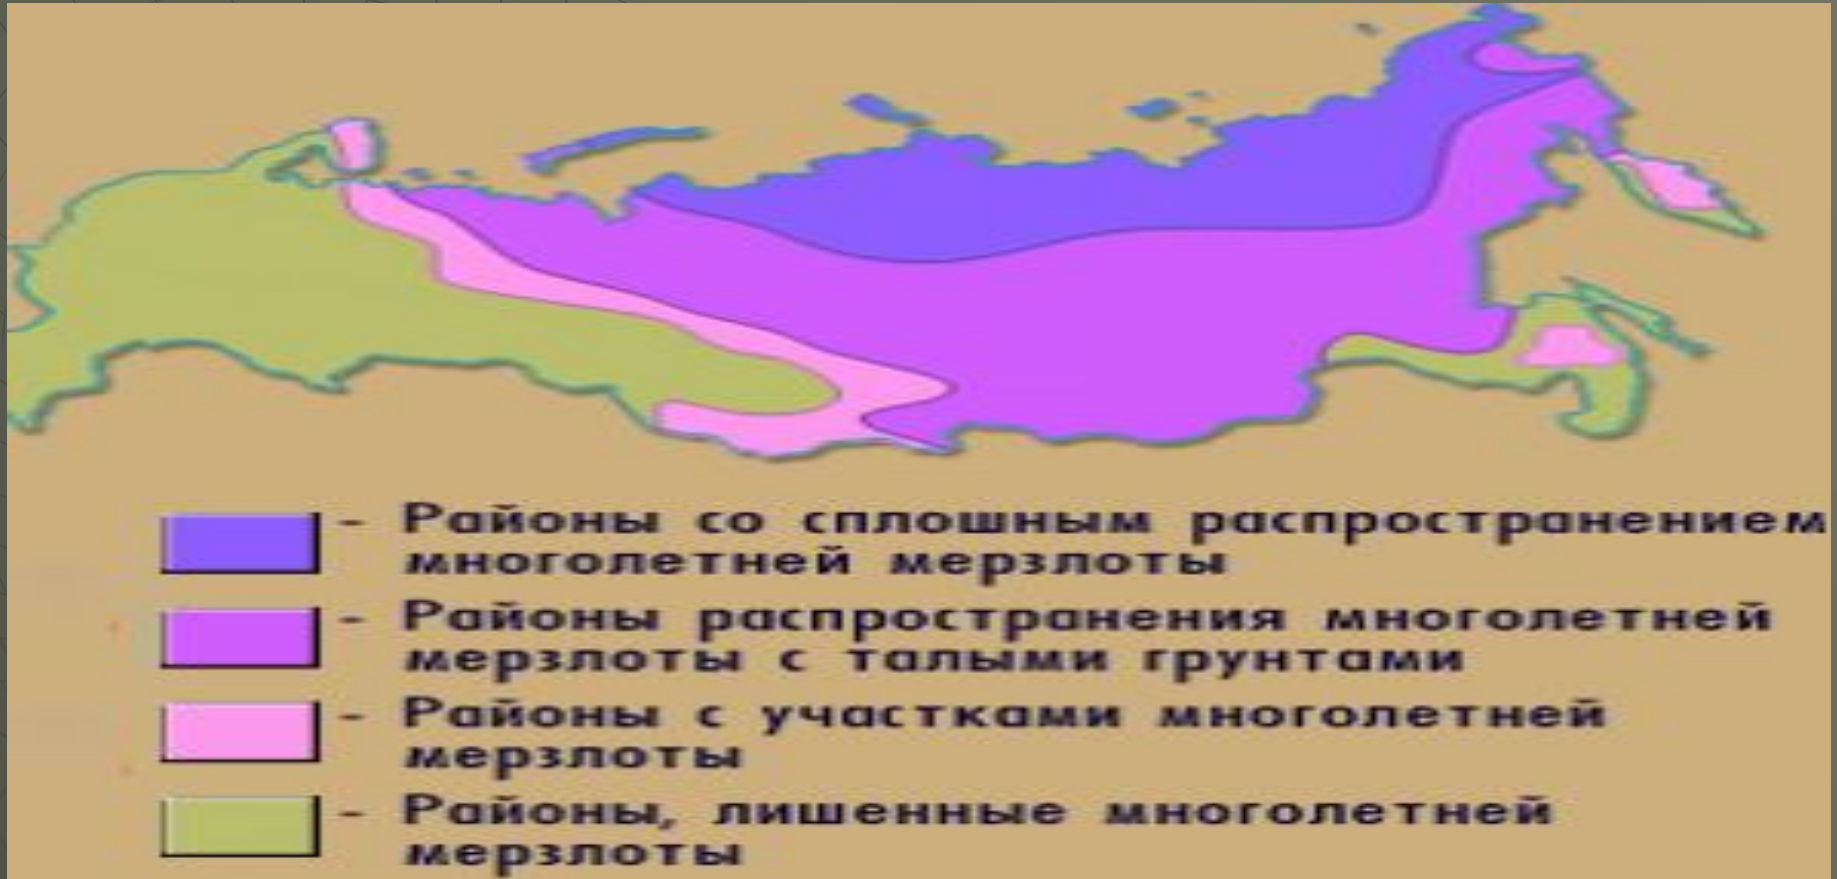 - Районы со сплошным распространением
многолетней мерзлоты
- Районы распространения многолетней
мерзлоты с талыми грунтами
- Районы с участками многолетней
мерзлоты
- Районы, лишенные многолетней
мерзлоты